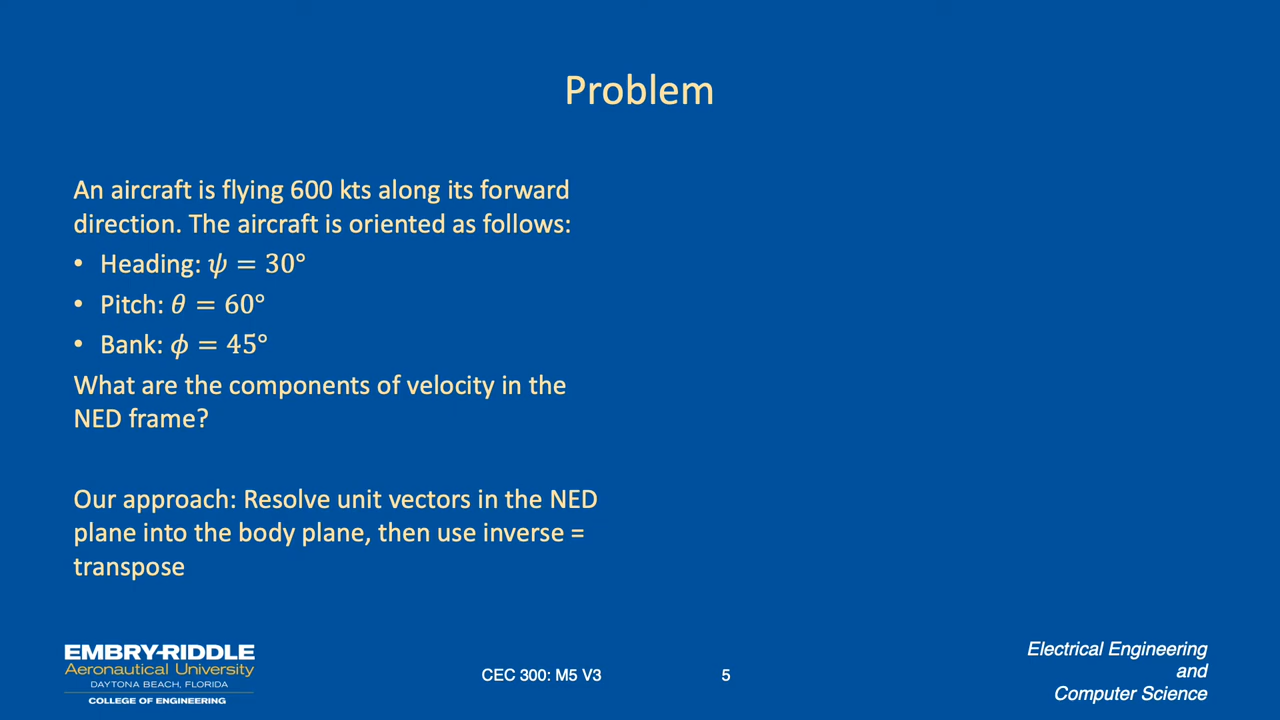 Problem
An aircraft is flying 600 kts along its forward
direction. The aircraft is oriented as follows:
• Heading: 𝜓 = 30°
• Pitch: 𝜃 = 60°
• Bank: 𝜙 = 45°
What are the components of velocity in the
NED frame?
Our approach: Resolve unit vectors in the NED
plane into the body plane, then use inverse =
transpose
EMBRY-RIDDLE
Aeronautical University
DAYTONA BEACH, FLORIDA
COLLEGE OF ENGINEERING
CEC 300: M5 V3
5
Electrical Engineering
and
Computer Science